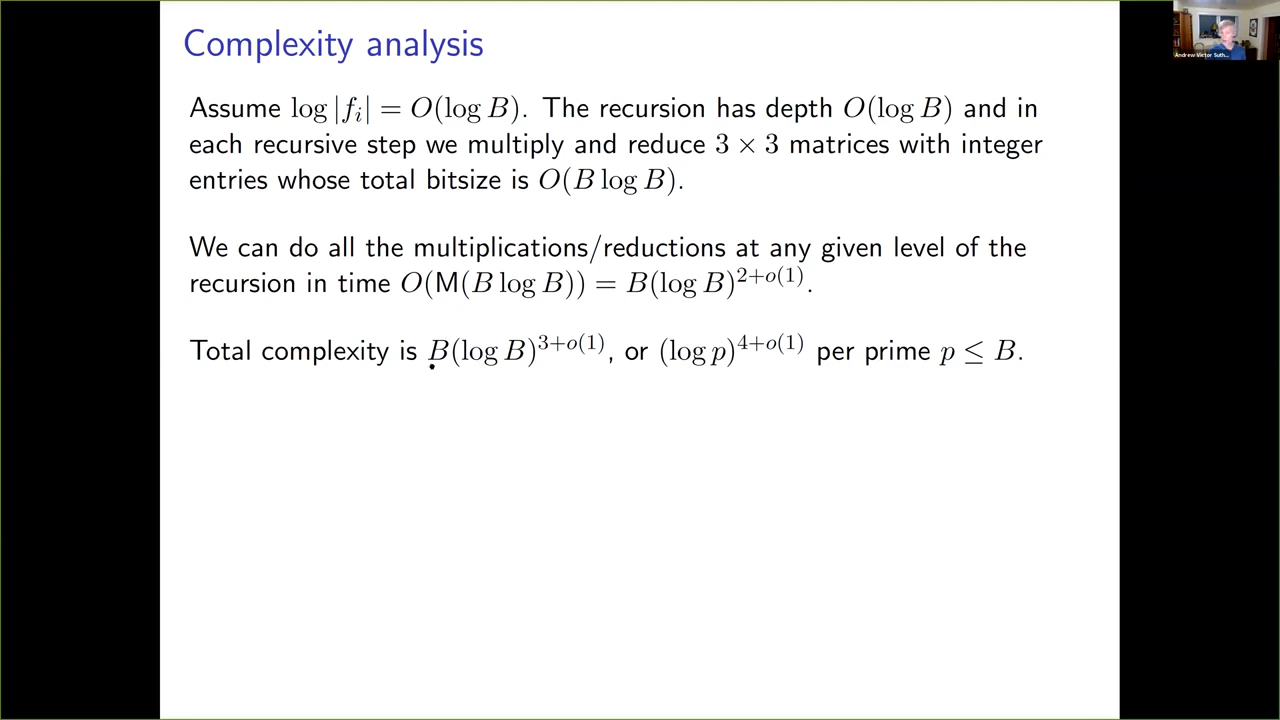 Complexity analysis
Assume log |f_i| = O(log B). The recursion has depth O(log B) and in
each recursive step we multiply and reduce 3 × 3 matrices with integer
entries whose total bitsize is O(B log B).
We can do all the multiplications/reductions at any given level of the
recursion in time O(M(B log B)) = B(log B)^{2+o(1)}.
Total complexity is B(log B)^{3+o(1)}, or (log p)^{4+o(1)} per prime p ≤ B.
Andrew Victor Suth...